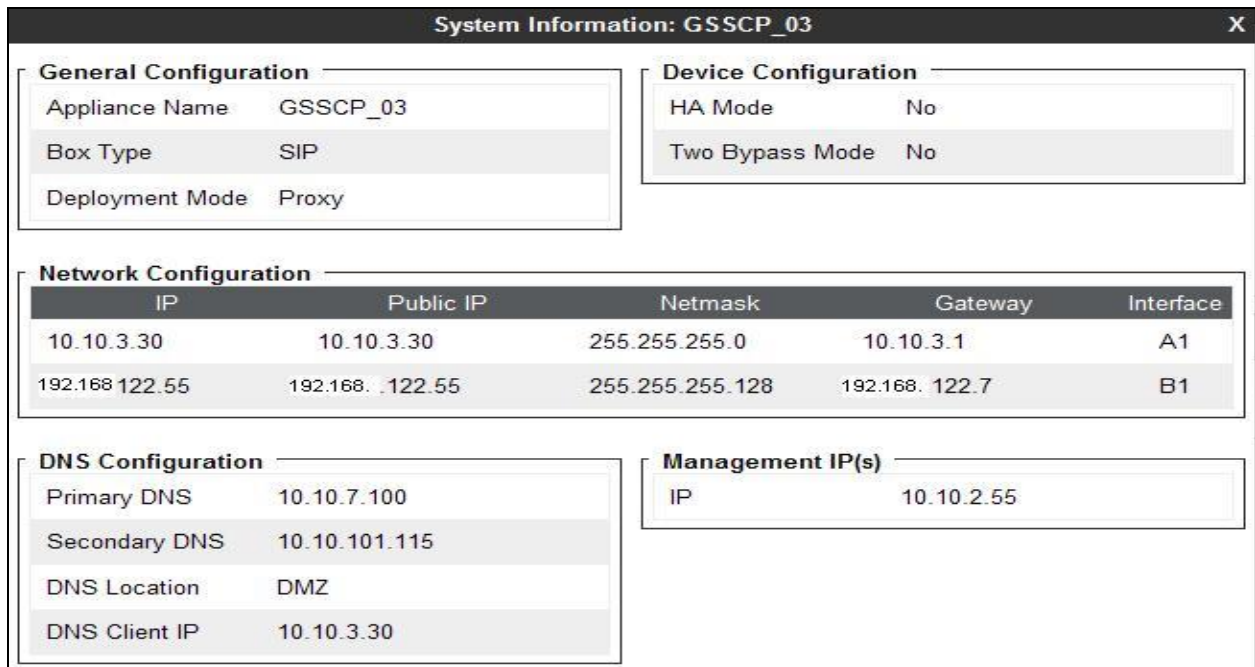 System Information: GSSCP_03 X
General Configuration
Appliance Name GSSCP_03
Box Type SIP
Deployment Mode Proxy
Device Configuration
HA Mode No
Two Bypass Mode No
Network Configuration
IP Public IP Netmask Gateway Interface
10.10.3.30 10.10.3.30 255.255.255.0 10.10.3.1 A1
192.168 122.55 192.168. .122.55 255.255.255.128 192.168. 122.7 B1
DNS Configuration
Primary DNS 10.10.7.100
Secondary DNS 10.10.101.115
DNS Location DMZ
DNS Client IP 10.10.3.30
Management IP(s)
IP 10.10.2.55